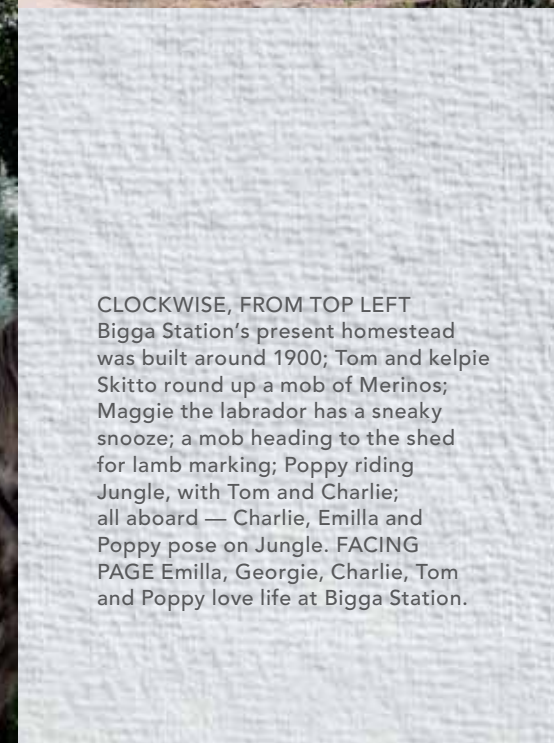 CLOCKWISE, FROM TOP LEFT
Bigga Station’s present homestead
was built around 1900; Tom and kelpie
Skitto round up a mob of Merinos;
Maggie the labrador has a sneaky
snooze; a mob heading to the shed
for lamb marking; Poppy riding
Jungle, with Tom and Charlie;
all aboard — Charlie, Emilla and
Poppy pose on Jungle. FACING
PAGE Emilla, Georgie, Charlie, Tom
and Poppy love life at Bigga Station.